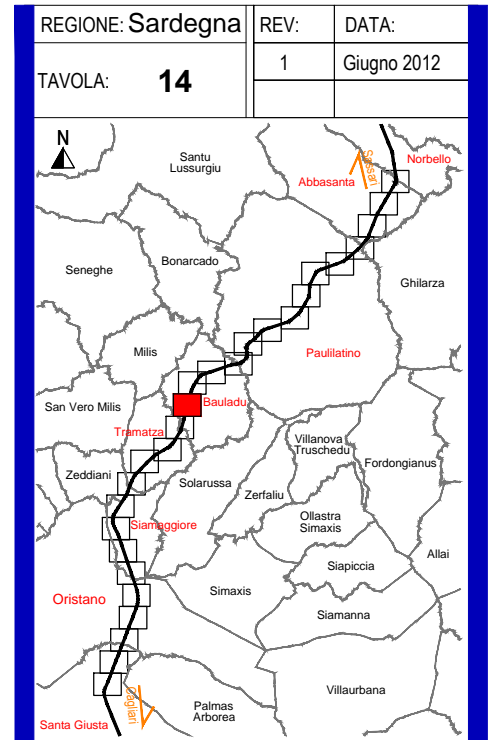 REGIONE: Sardegna
REV:
DATA:
TAVOLA: 14
1
Giugno 2012
N
Santu
Lussurgiu
Sassari
Norbello
Abbasanta
Seneghe
Bonarcado
Ghilarza
Milis
Paulilatino
San Vero Milis
Bauladu
Tramatza
Villanova
Truschedu
Fordongianus
Zeddiani
Solarussa
Zerfaliu
Ollastra
Simaxis
Siamaggiore
Allai
Siapiccia
Oristano
Simaxis
Siamanna
Cagliari
Villaurbana
Palmas
Arborea
Santa Giusta